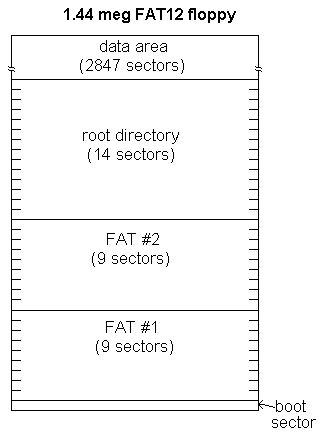 1.44 meg FAT12 floppy
data area
(2847 sectors)
root directory
(14 sectors)
FAT #2
(9 sectors)
FAT #1
(9 sectors)
boot
sector